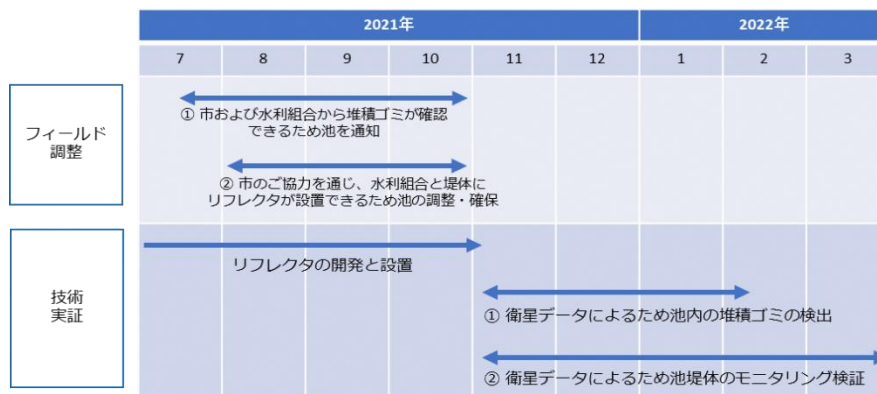 2021年 2022年
7 8 9 10 11 12 1 2 3
フィールド
調整
① 市および水利組合から堆積ゴミが確認
できるため池を通知
② 市のご協力を通じ、水利組合と堤体に
リフレクタが設置できるため池の調整・確保
技術
実証
リフレクタの開発と設置
① 衛星データによるため池内の堆積ゴミの検出
② 衛星データによるため池堤体のモニタリング検証